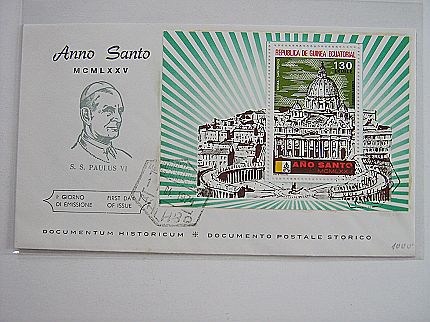 Anno Santo
MCMLXXV
S. S. PAULUS VI
1º GIORNO DI EMISSIONE
FIRST DAY OF ISSUE
REPUBLICA DE GUINEA ECUATORIAL
130
AÑO SANTO
MCMLXXV
DOCUMENTUM HISTORICUM * DOCUMENTO POSTALE STORICO